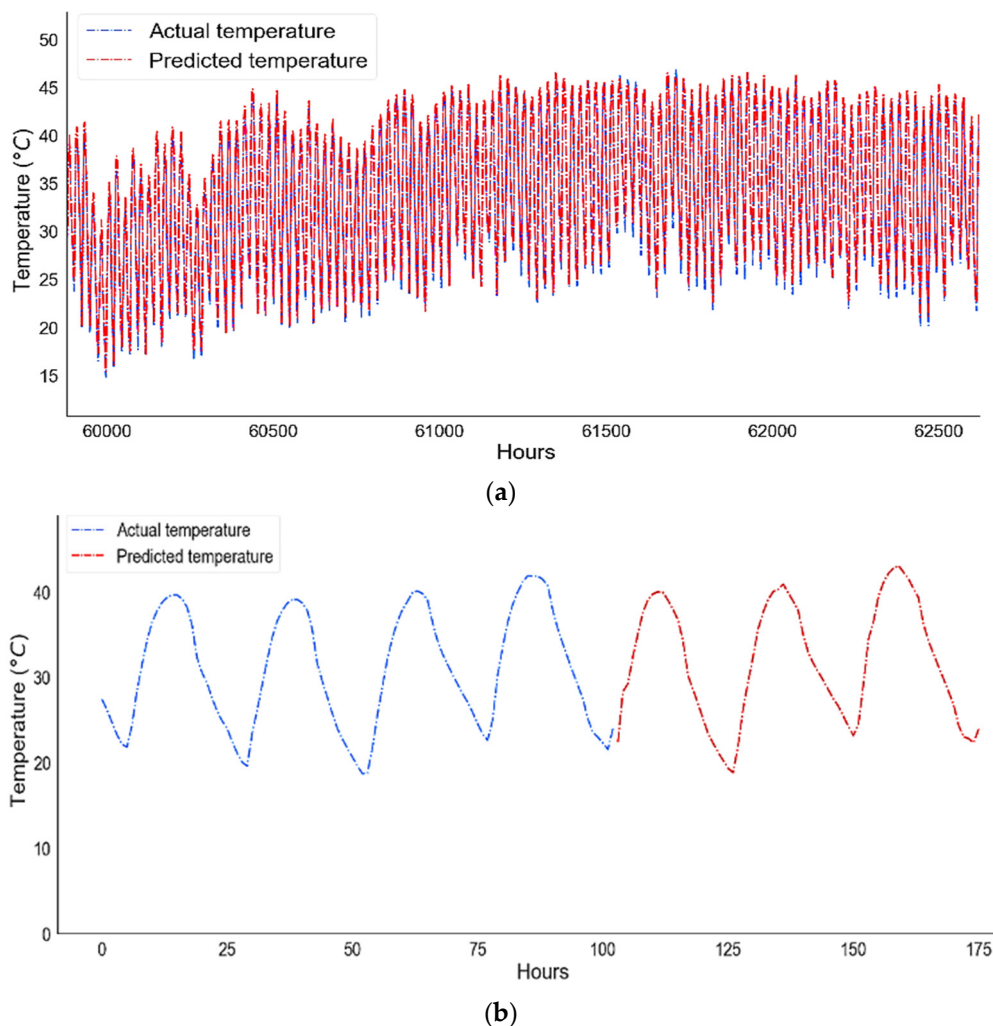 Actual temperature
Predicted temperature
50
45
40
35
30
25
20
15
Temperature (°C)
60000 60500 61000 61500 62000 62500
Hours
(a)
Actual temperature
Predicted temperature
40
30
20
10
0
Temperature (°C)
0 25 50 75 100 125 150 175
Hours
(b)